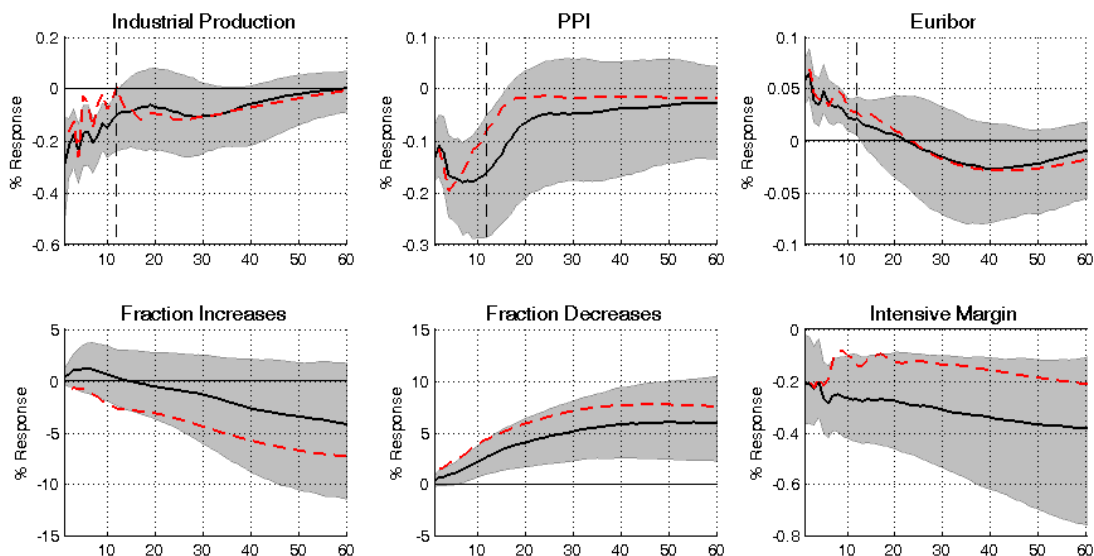 Industrial Production
PPI
Euribor
% Response
0.2
0
-0.2
-0.4
-0.6
10 20 30 40 50 60
% Response
0
-0.1
-0.2
-0.3
10 20 30 40 50 60
% Response
0.05
0
-0.05
-0.1
10 20 30 40 50 60
Fraction Increases
Fraction Decreases
Intensive Margin
% Response
5
0
-5
-10
-15
10 20 30 40 50 60
% Response
15
10
5
0
-5
10 20 30 40 50 60
% Response
0
-0.2
-0.4
-0.6
-0.8
10 20 30 40 50 60